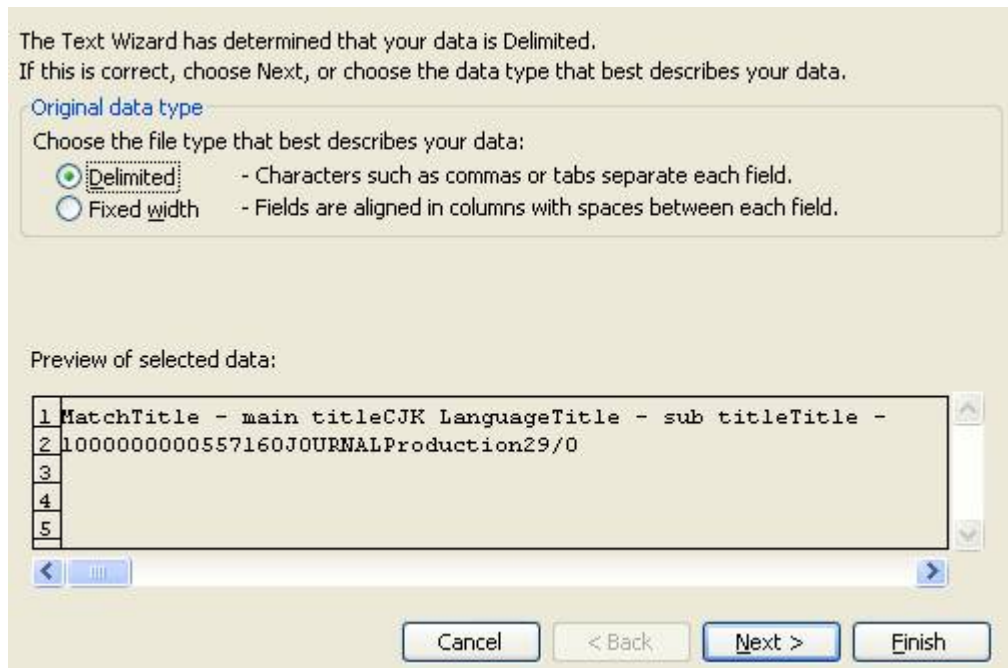 The Text Wizard has determined that your data is Delimited.
If this is correct, choose Next, or choose the data type that best describes your data.
Original data type
Choose the file type that best describes your data:
Delimited - Characters such as commas or tabs separate each field.
Fixed width - Fields are aligned in columns with spaces between each field.
Preview of selected data:
1 MatchTitle - main titleCJK LanguageTitle - sub titleTitle -
2 1000000000557160JOURNALProduction29/0
3
4
5
Cancel < Back Next > Finish